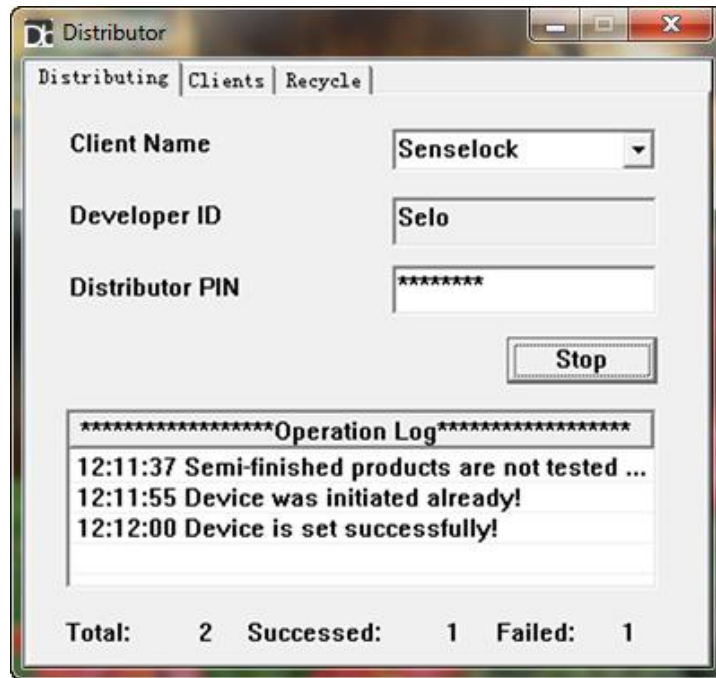 Distributor
Distributing Clients Recycle
Client Name Senselock
Developer ID Selo
Distributor PIN ********
Stop
******************Operation Log******************
12:11:37 Semi-finished products are not tested ...
12:11:55 Device was initiated already!
12:12:00 Device is set successfully!
Total: 2 Successed: 1 Failed: 1